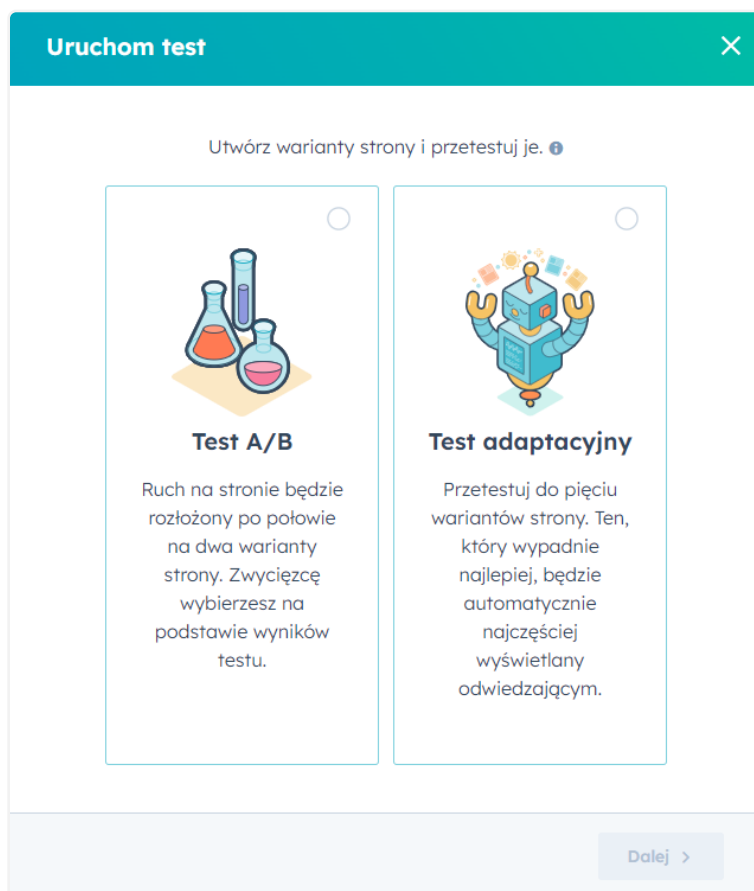 Uruchom test
Utwórz warianty strony i przetestuj je.
Test A/B
Ruch na stronie będzie
rozłożony po połowie
na dwa warianty
strony. Zwycięzcę
wybierzesz na
podstawie wyników
testu.
Test adaptacyjny
Przetestuj do pięciu
wariantów strony. Ten,
który wypadnie
najlepiej, będzie
automatycznie
najczęściej
wyświetlany
odwiedzającym.
Dalej